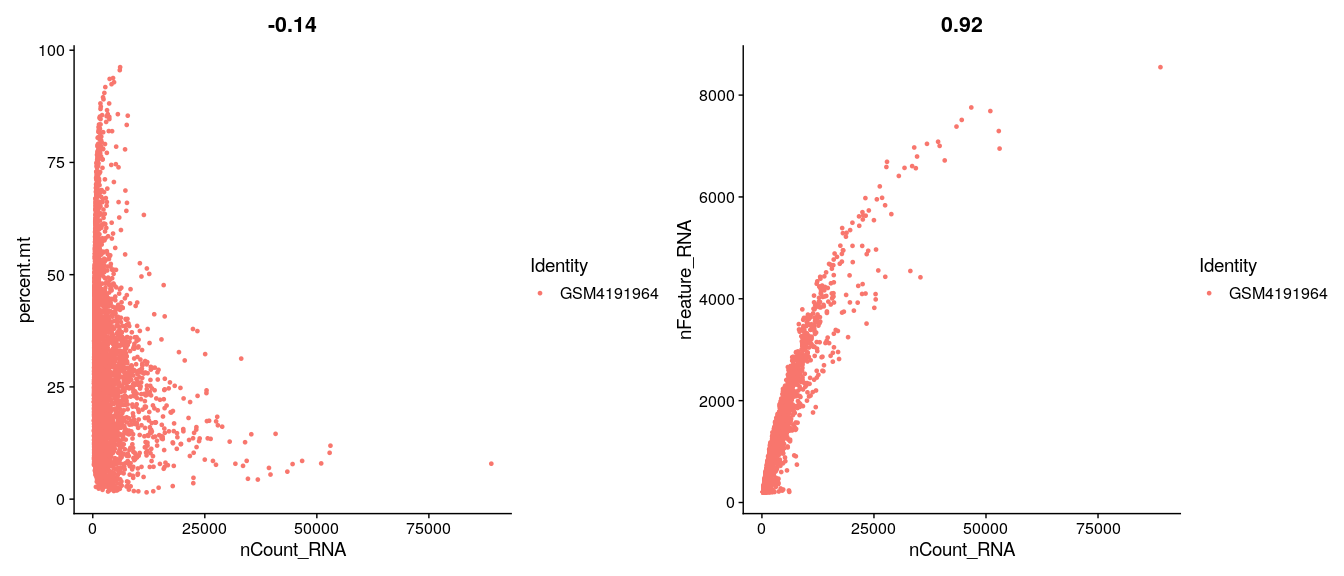 -0.14
percent.mt
100
75
50
25
0
0 25000 50000 75000
nCount_RNA
Identity
GSM4191964
0.92
nFeature_RNA
8000
6000
4000
2000
0
0 25000 50000 75000
nCount_RNA
Identity
GSM4191964